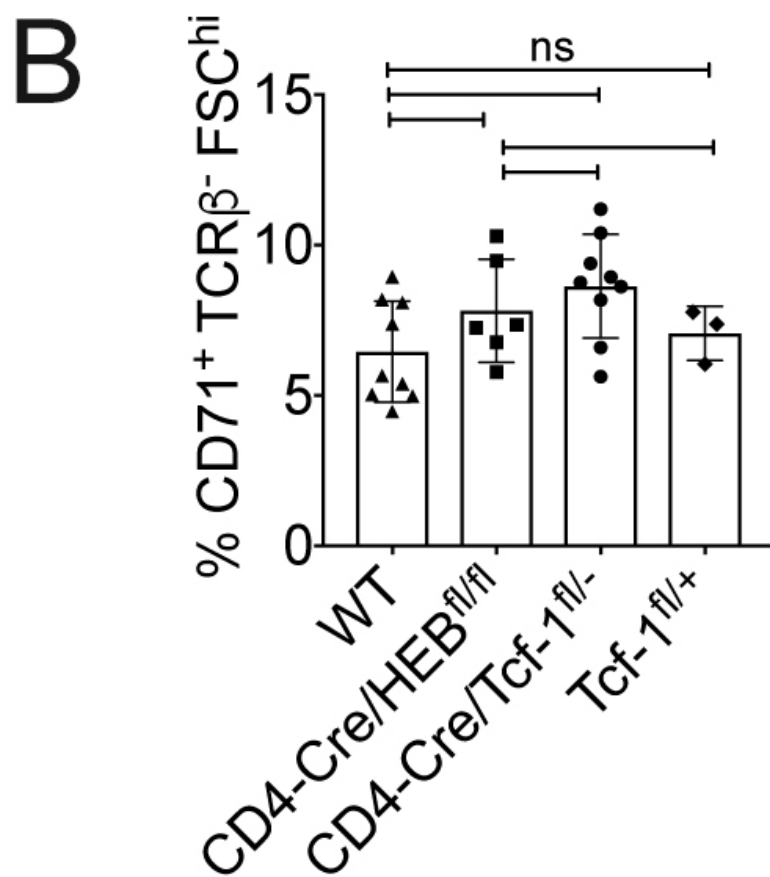 B
% CD71⁺ TCRβ⁻ FSCʰⁱ
ns
15
10
5
0
WT
CD4-Cre/HEBᶠˡ/ᶠˡ
CD4-Cre/Tcf-1ᶠˡ/⁻
Tcf-1ᶠˡ/⁺